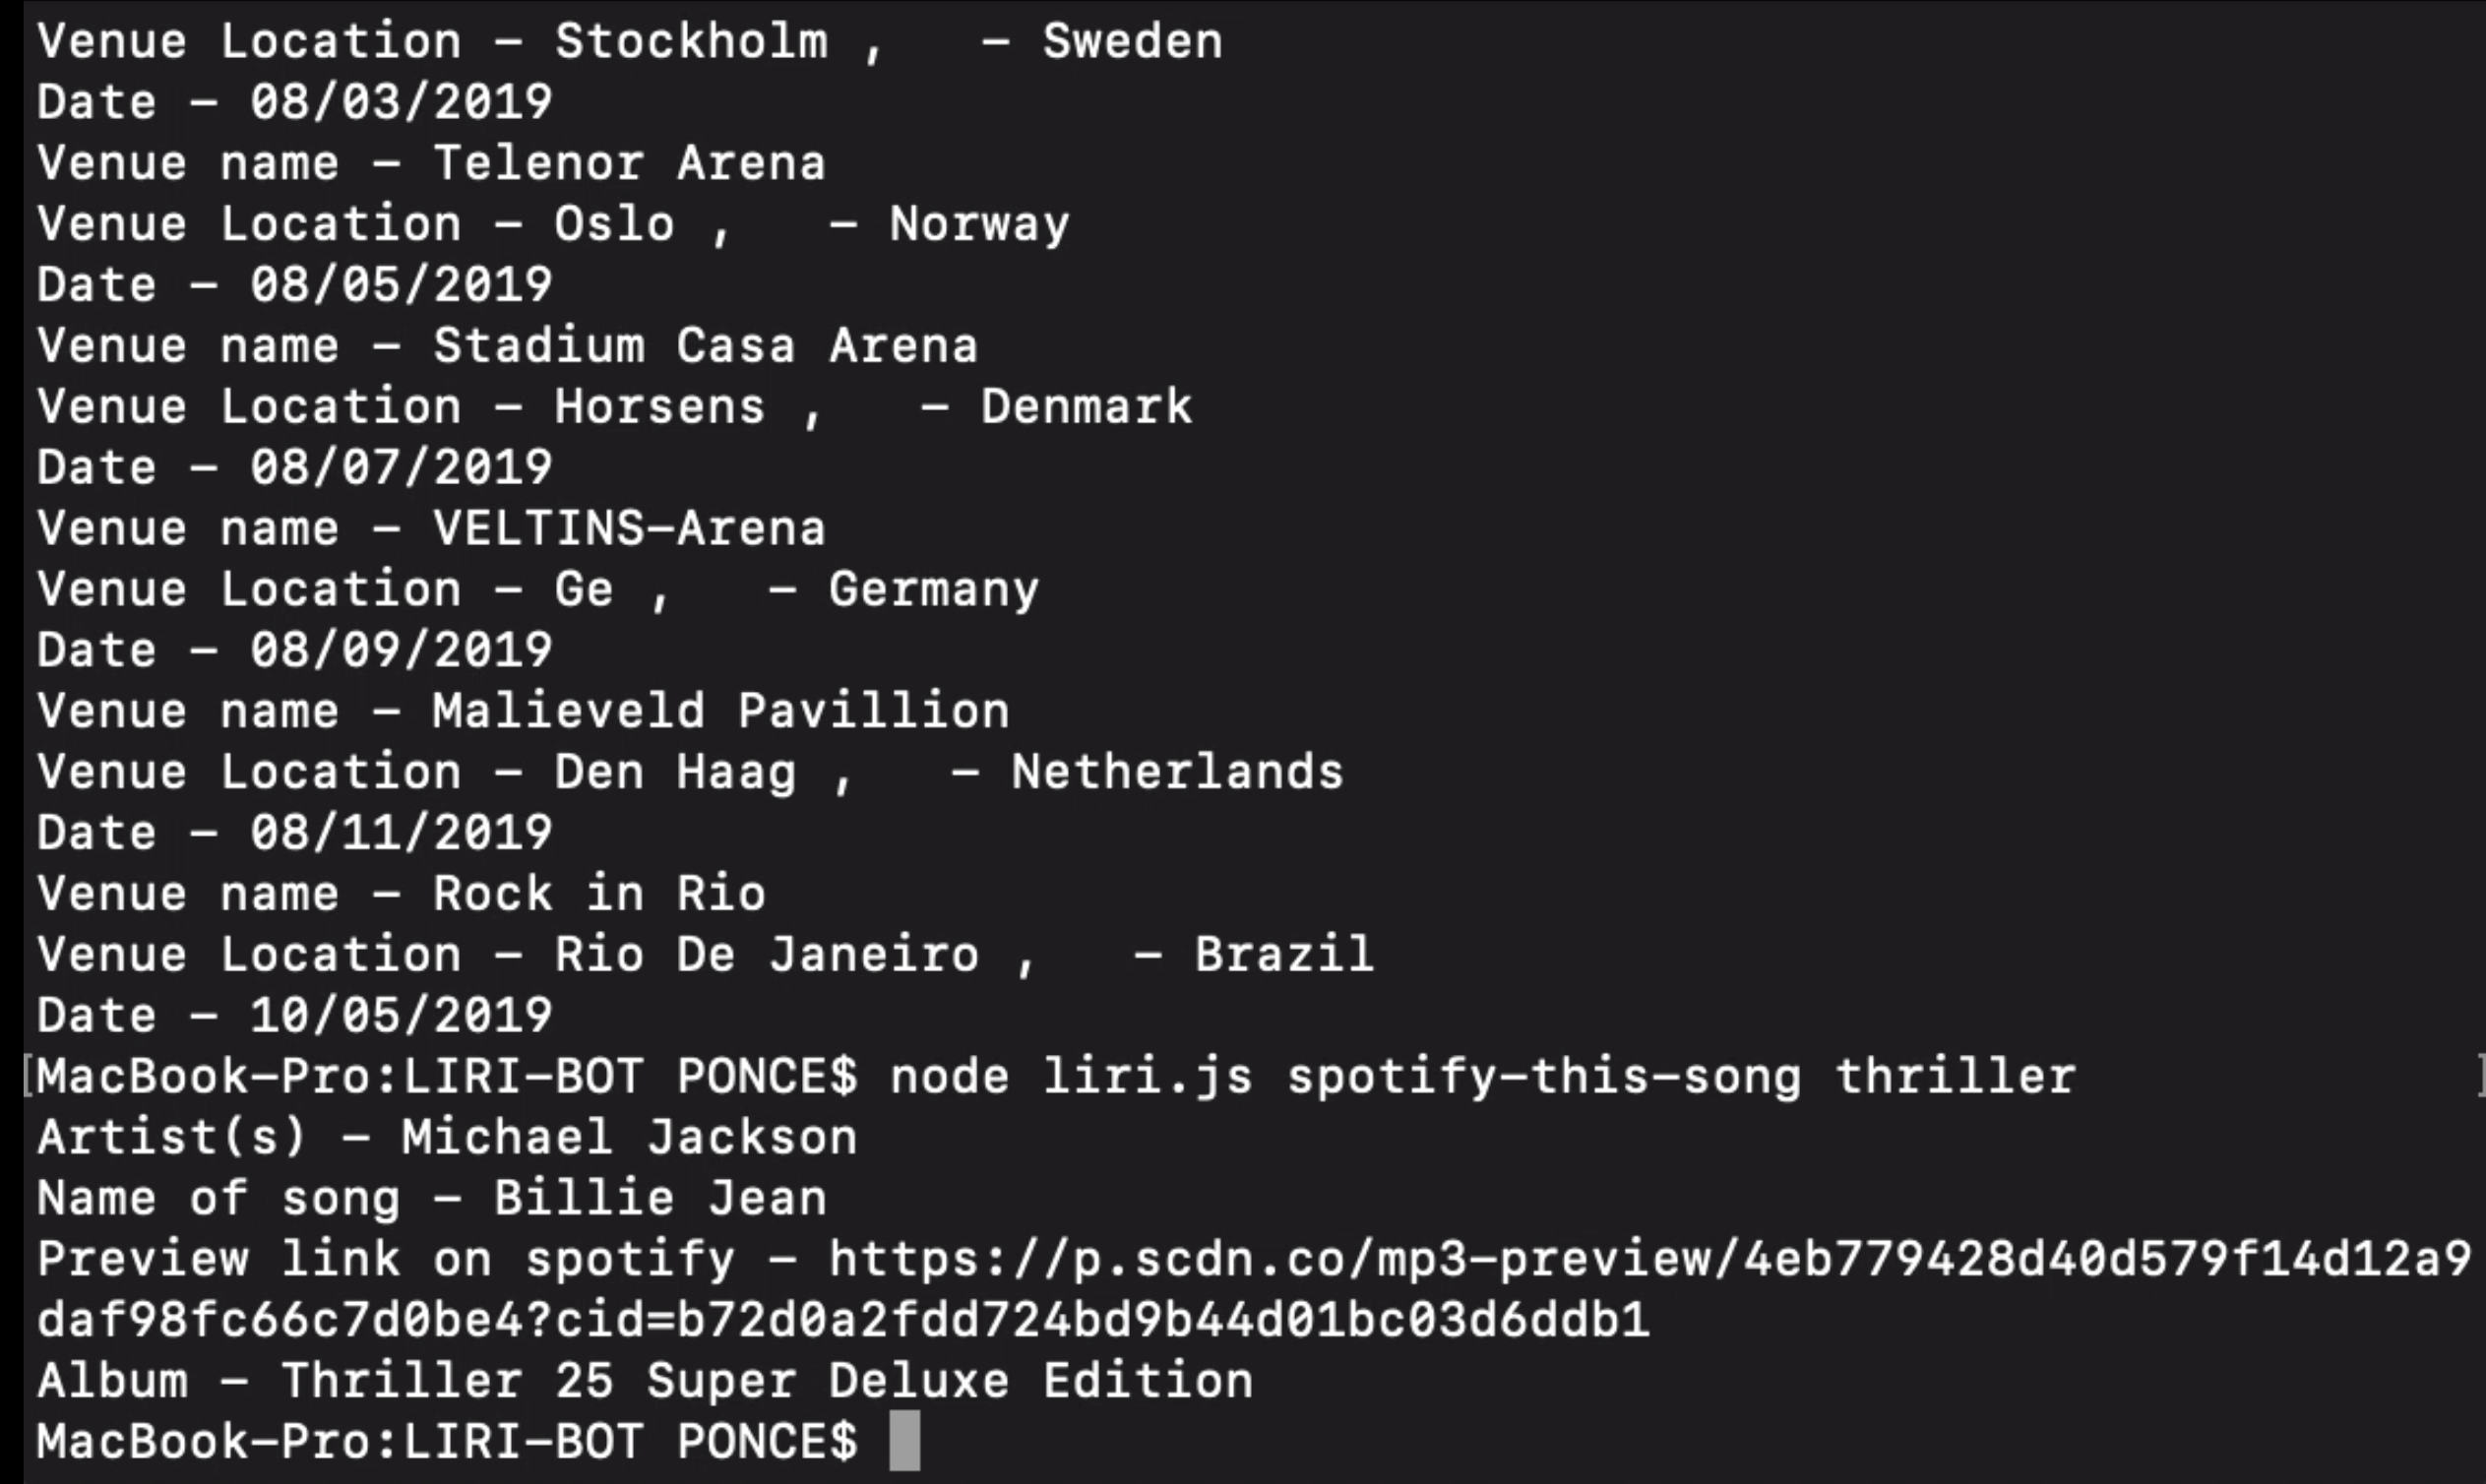 Venue Location – Stockholm ,   – Sweden
Date – 08/03/2019
Venue name – Telenor Arena
Venue Location – Oslo ,   – Norway
Date – 08/05/2019
Venue name – Stadium Casa Arena
Venue Location – Horsens ,   – Denmark
Date – 08/07/2019
Venue name – VELTINS–Arena
Venue Location – Ge ,   – Germany
Date – 08/09/2019
Venue name – Malieveld Pavillion
Venue Location – Den Haag ,   – Netherlands
Date – 08/11/2019
Venue name – Rock in Rio
Venue Location – Rio De Janeiro ,   – Brazil
Date – 10/05/2019
[MacBook–Pro:LIRI–BOT PONCE$ node liri.js spotify–this–song thriller ]
Artist(s) – Michael Jackson
Name of song – Billie Jean
Preview link on spotify – https://p.scdn.co/mp3–preview/4eb779428d40d579f14d12a9
daf98fc66c7d0be4?cid=b72d0a2fdd724bd9b44d01bc03d6ddb1
Album – Thriller 25 Super Deluxe Edition
MacBook–Pro:LIRI–BOT PONCE$